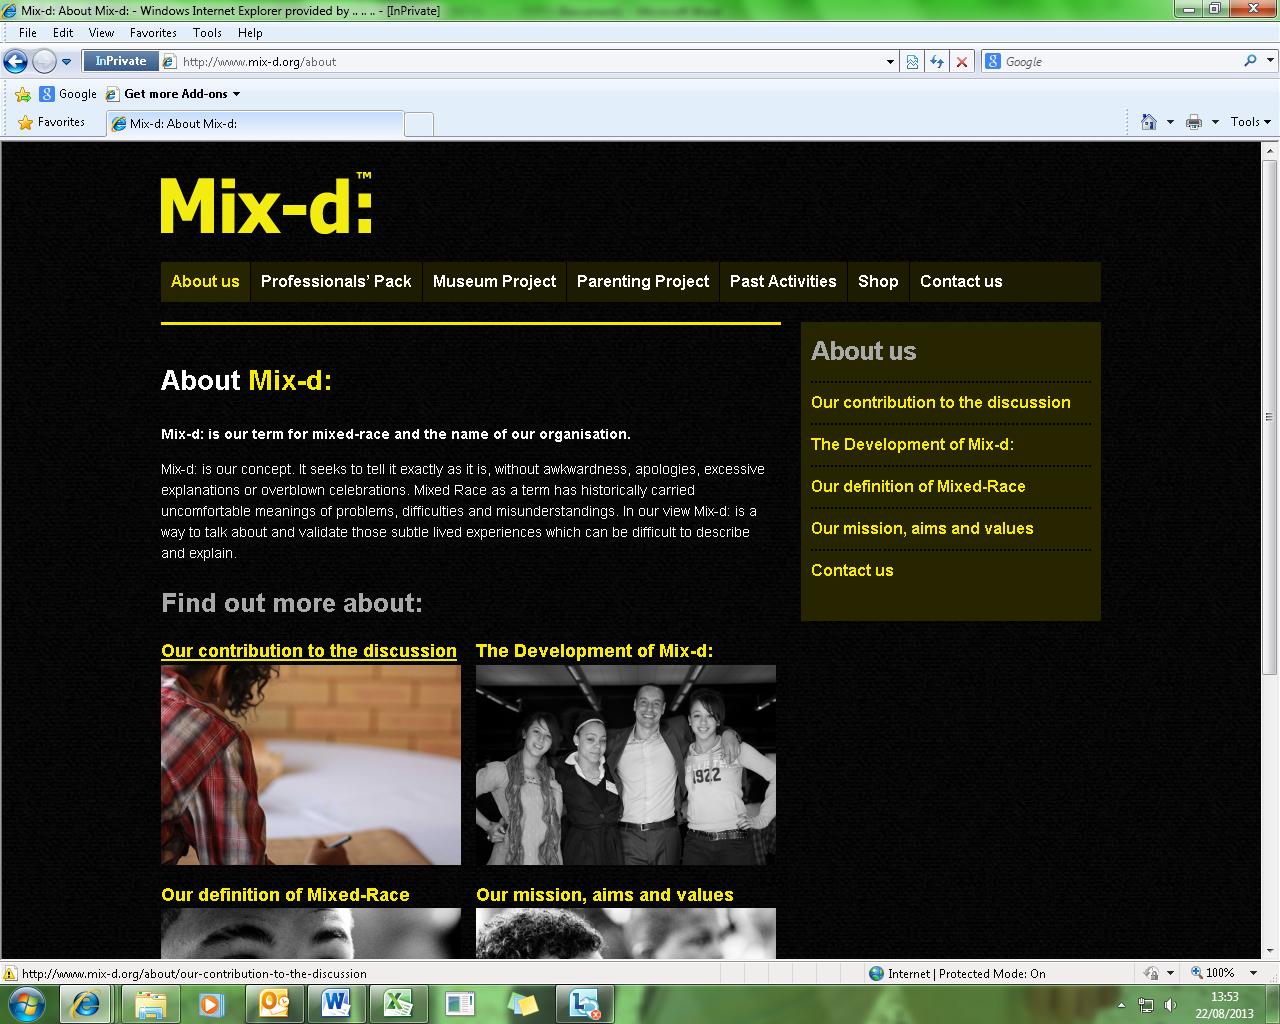 Mix-d: About Mix-d: - Windows Internet Explorer provided by .. .. .. - [InPrivate]
File Edit View Favorites Tools Help
InPrivate http://www.mix-d.org/about Google
Google Get more Add-ons
Favorites Mix-d: About Mix-d: Tools
Mix-d:™
About us Professionals' Pack Museum Project Parenting Project Past Activities Shop Contact us
About Mix-d:
Mix-d: is our term for mixed-race and the name of our organisation.
Mix-d: is our concept. It seeks to tell it exactly as it is, without awkwardness, apologies, excessive
explanations or overblown celebrations. Mixed Race as a term has historically carried
uncomfortable meanings of problems, difficulties and misunderstandings. In our view Mix-d: is a
way to talk about and validate those subtle lived experiences which can be difficult to describe
and explain.
Find out more about:
Our contribution to the discussion
The Development of Mix-d:
1922
Our definition of Mixed-Race
Our mission, aims and values
About us
Our contribution to the discussion
The Development of Mix-d:
Our definition of Mixed-Race
Our mission, aims and values
Contact us
http://www.mix-d.org/about/our-contribution-to-the-discussion Internet | Protected Mode: On 100%
13:53
22/08/2013